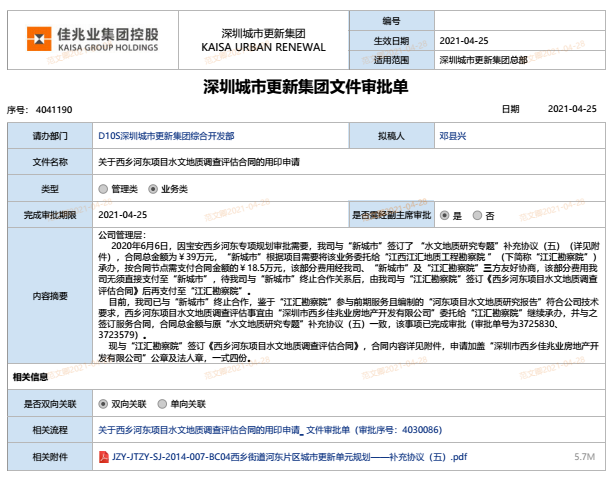 佳兆业集团控股
KAISA GROUP HOLDINGS
深圳城市更新集团
KAISA URBAN RENEWAL
编号
生效日期 2021-04-25
适用范围 深圳城市更新集团总部
深圳城市更新集团文件审批单
序号： 4041190 日期 2021-04-25
请办部门 D10S深圳城市更新集团综合开发部 拟稿人 邓县兴
文件名称 关于西乡河东项目水文地质调查评估合同的用印申请
类型 管理类 业务类
完成审批期限 2021-04-25 是否需经副主席审批 是 否
内容摘要
公司管理层：
2020年6月6日，因宝安西乡河东专项规划审批需要，我司与“新城市”签订了“水文地质研究专题”补充协议（五）（详见附
件），合同总金额为￥39万元，“新城市”根据项目需要将该业务委托给“江西江汇地质工程勘察院”（下简称“江汇勘察院”）
承办，按合同节点需支付合同金额的￥18.5万元，该部分费用经我司、“新城市”及“江汇勘察院”三方友好协商，该部分费用我
司无须直接支付至“新城市”，待我司与“新城市”终止合作关系后，由我司与“江汇勘察院”签订《西乡河东项目水文地质调查
评估合同》后再支付至“江汇勘察院”。
目前，我司已与“新城市”终止合作，鉴于“江汇勘察院”参与前期服务且编制的“河东项目水文地质研究报告”符合公司技术
要求，西乡河东项目水文地质调查评估事宜由“深圳市西乡佳兆业房地产开发有限公司”委托给“江汇勘察院”继续承办，并与之
签订服务合同，合同总金额与原“水文地质研究专题”补充协议（五）一致，该事项已完成审批（审批单号为3725830、
3723579）。
现与“江汇勘察院”签订《西乡河东项目水文地质调查评估合同》，合同内容详见附件，申请加盖“深圳市西乡佳兆业房地产开
发有限公司”公章及法人章，一式四份。
相关信息
是否双向关联 双向关联 单向关联
相关流程 关于西乡河东项目水文地质调查评估合同的用印申请_ 文件审批单（审批序号：4030086）
相关附件 JZY-JTZY-SJ-2014-007-BC04西乡街道河东片区城市更新单元规划——补充协议（五）.pdf 5.7M